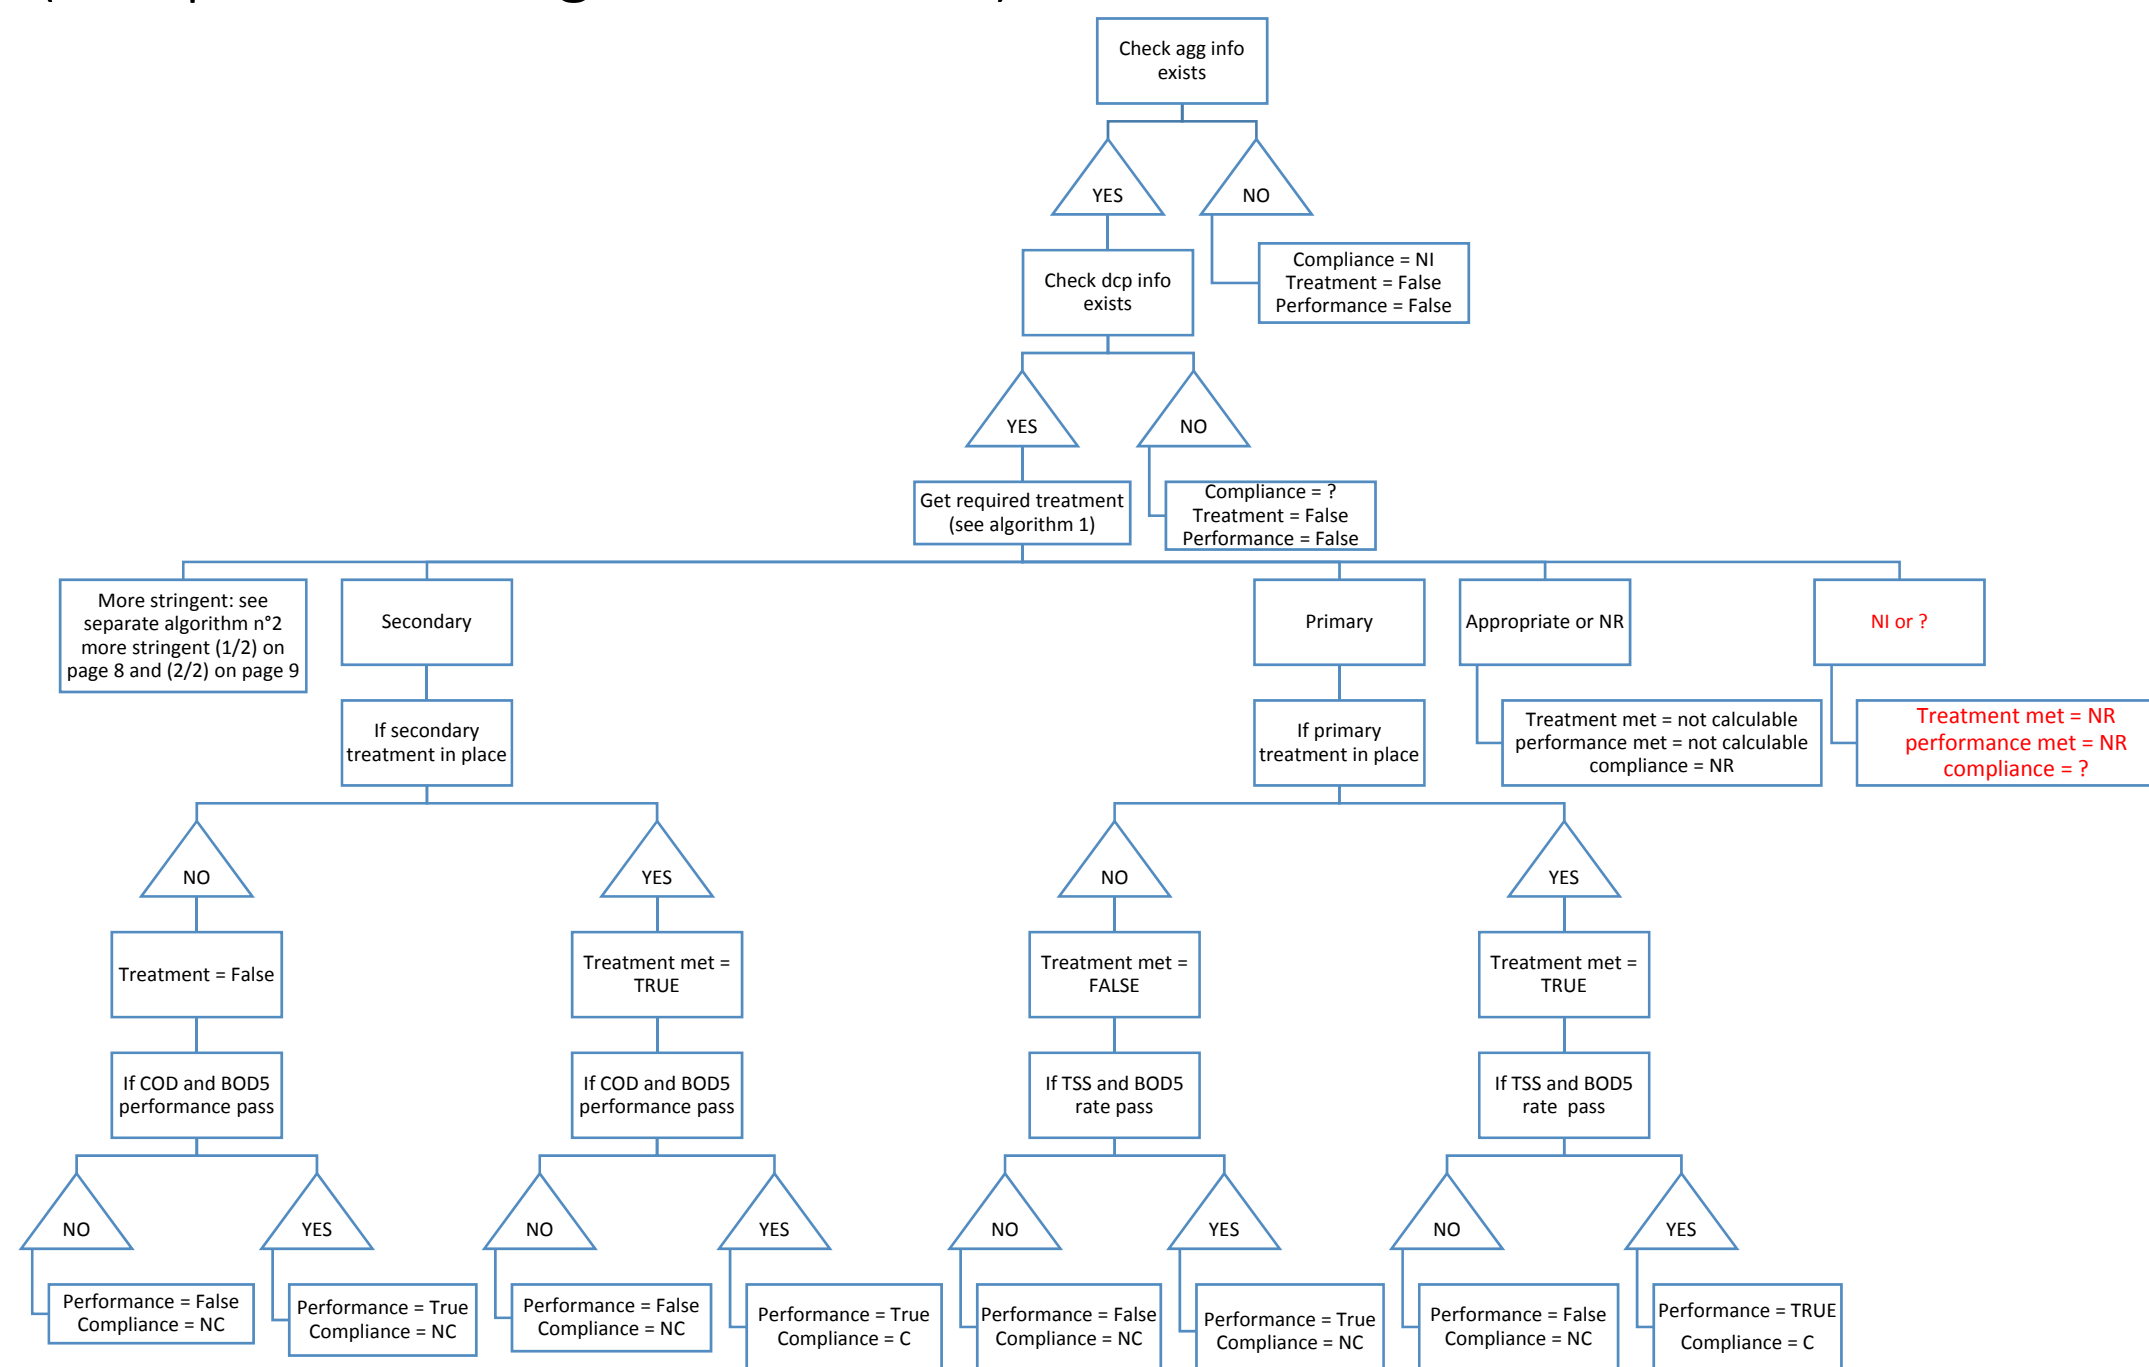 Check agg info
exists
YES
NO
Compliance = NI
Treatment = False
Performance = False
Check dcp info
exists
YES
NO
Get required treatment
(see algorithm 1)
Compliance = ?
Treatment = False
Performance = False
More stringent: see
separate algorithm n°2
more stringent (1/2) on
page 8 and (2/2) on page 9
Secondary
Primary
Appropriate or NR
NI or ?
If secondary
treatment in place
If primary
treatment in place
Treatment met = not calculable
performance met = not calculable
compliance = NR
Treatment met = NR
performance met = NR
compliance = ?
NO
YES
NO
YES
Treatment = False
Treatment met =
TRUE
Treatment met =
FALSE
Treatment met =
TRUE
If COD and BOD5
performance pass
If COD and BOD5
performance pass
If TSS and BOD5
rate pass
If TSS and BOD5
rate  pass
NO
YES
NO
YES
NO
YES
NO
YES
Performance = False
Compliance = NC
Performance = True
Compliance = NC
Performance = False
Compliance = NC
Performance = True
Compliance = C
Performance = False
Compliance = NC
Performance = True
Compliance = NC
Performance = False
Compliance = NC
Performance = TRUE
Compliance = C